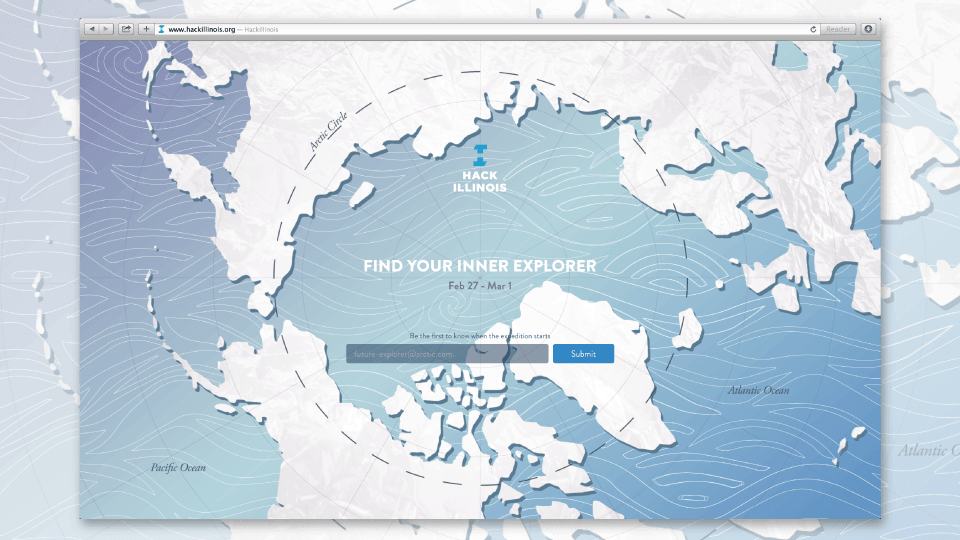 www.hackillinois.org — HackIllinois
Reader
Arctic Circle
HACK
ILLINOIS
FIND YOUR INNER EXPLORER
Feb 27 - Mar 1
Be the first to know when the expedition starts
future-explorer@arctic.com
Submit
Atlantic Ocean
Atlantic O
Pacific Ocean